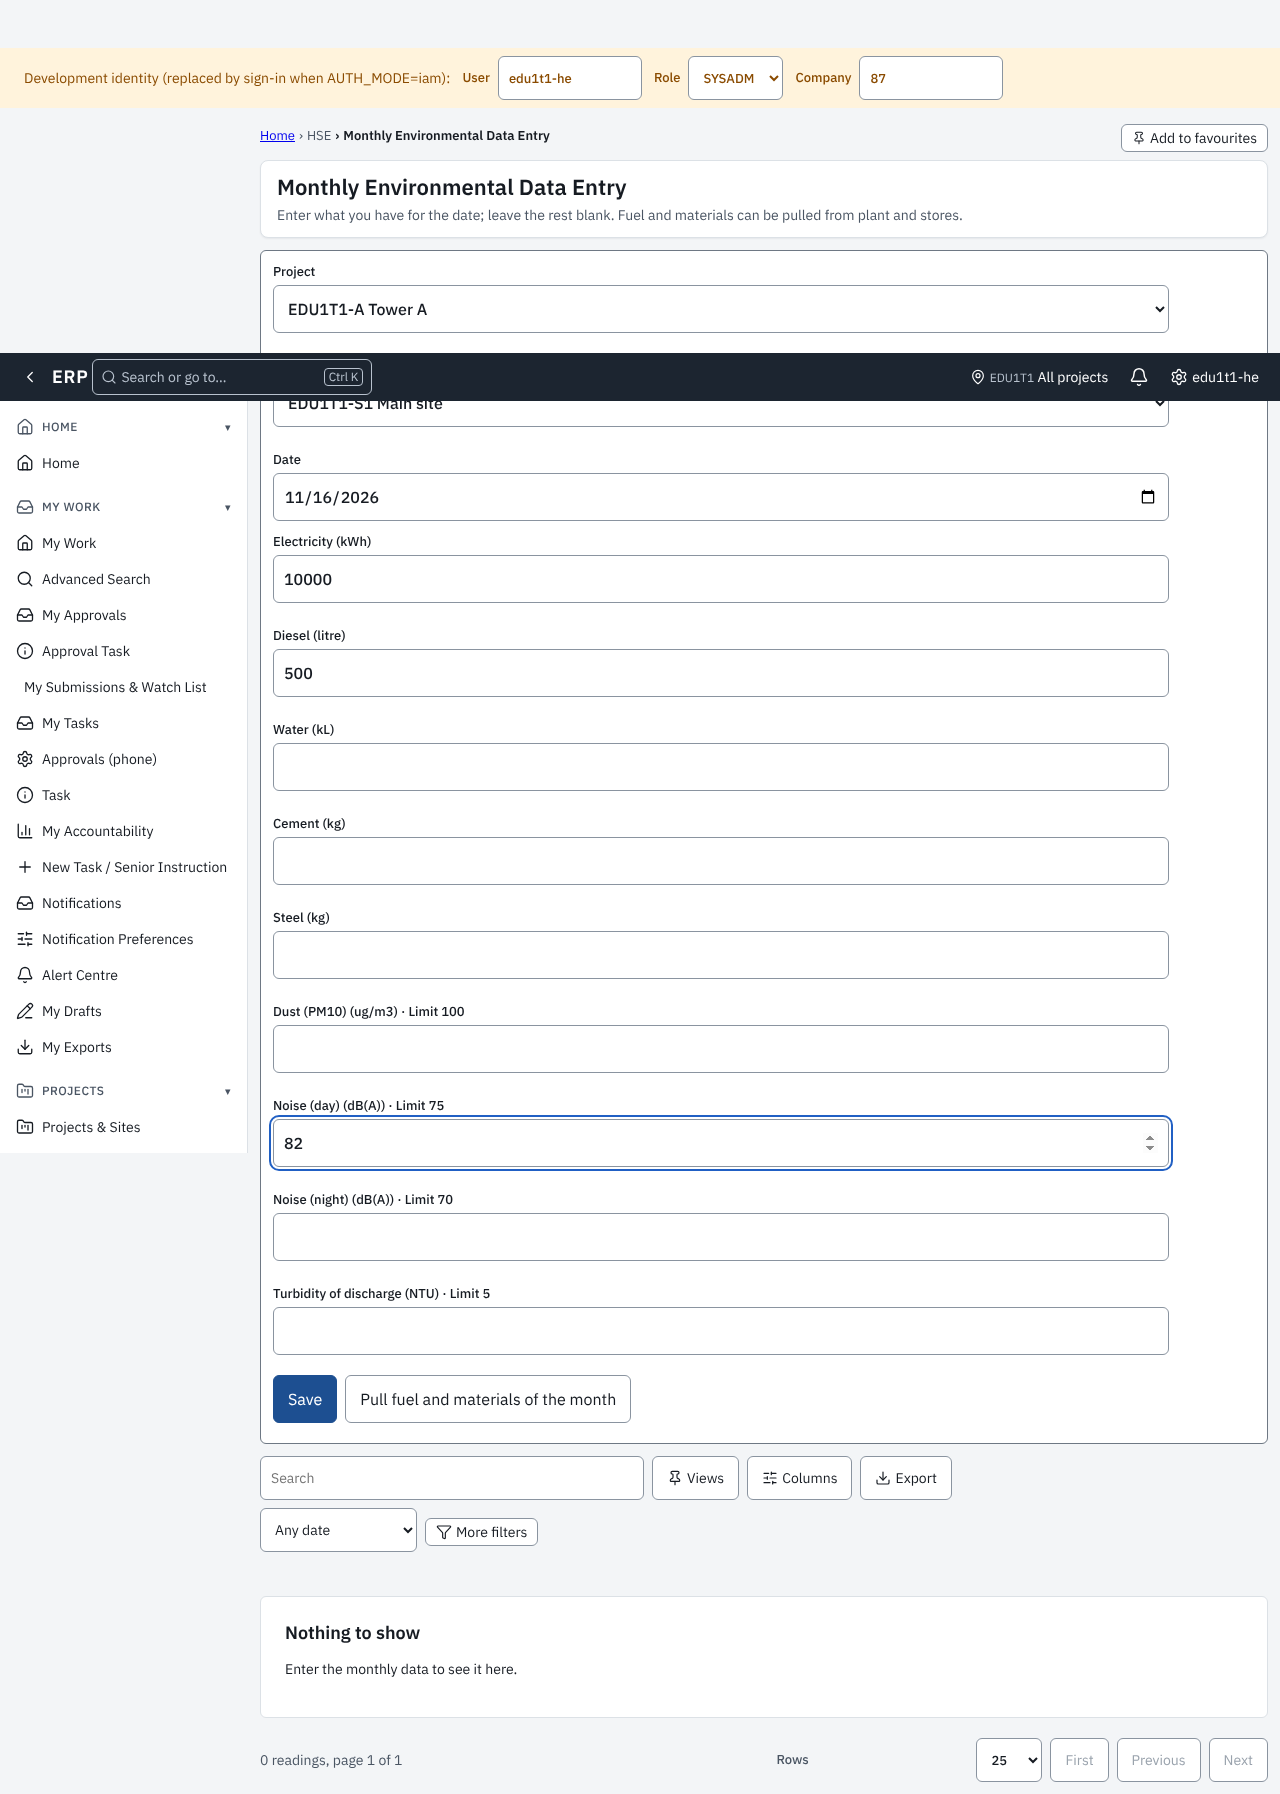 Development identity (replaced by sign-in when AUTH_MODE=iam): User edu1t1-he Role SYSADM Company 87
Home › HSE › Monthly Environmental Data Entry
Add to favourites
Monthly Environmental Data Entry
Enter what you have for the date; leave the rest blank. Fuel and materials can be pulled from plant and stores.
Project
EDU1T1-A Tower A
ERP Search or go to... Ctrl K EDU1T1 All projects edu1t1-he
EDU1T1-S1 Main site
HOME
Home
MY WORK
My Work
Advanced Search
My Approvals
Approval Task
My Submissions & Watch List
My Tasks
Approvals (phone)
Task
My Accountability
New Task / Senior Instruction
Notifications
Notification Preferences
Alert Centre
My Drafts
My Exports
PROJECTS
Projects & Sites
Date
11/16/2026
Electricity (kWh)
10000
Diesel (litre)
500
Water (kL)
Cement (kg)
Steel (kg)
Dust (PM10) (ug/m3) · Limit 100
Noise (day) (dB(A)) · Limit 75
82
Noise (night) (dB(A)) · Limit 70
Turbidity of discharge (NTU) · Limit 5
Save Pull fuel and materials of the month
Search Views Columns Export
Any date More filters
Nothing to show
Enter the monthly data to see it here.
0 readings, page 1 of 1 Rows 25 First Previous Next